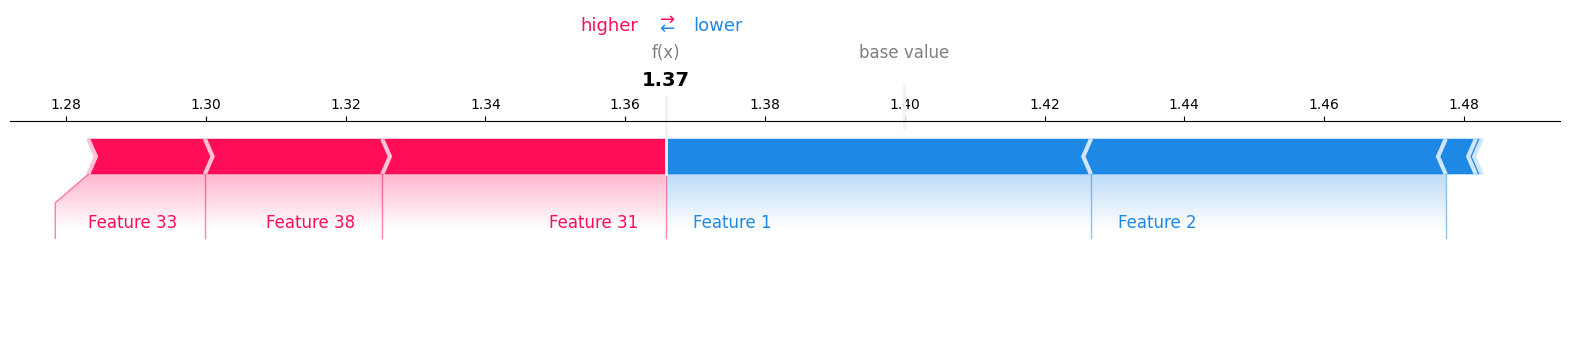 higher ⇄ lower
f(x) base value
1.37
1.28 1.30 1.32 1.34 1.36 1.38 1.40 1.42 1.44 1.46 1.48
Feature 33 Feature 38 Feature 31 Feature 1 Feature 2